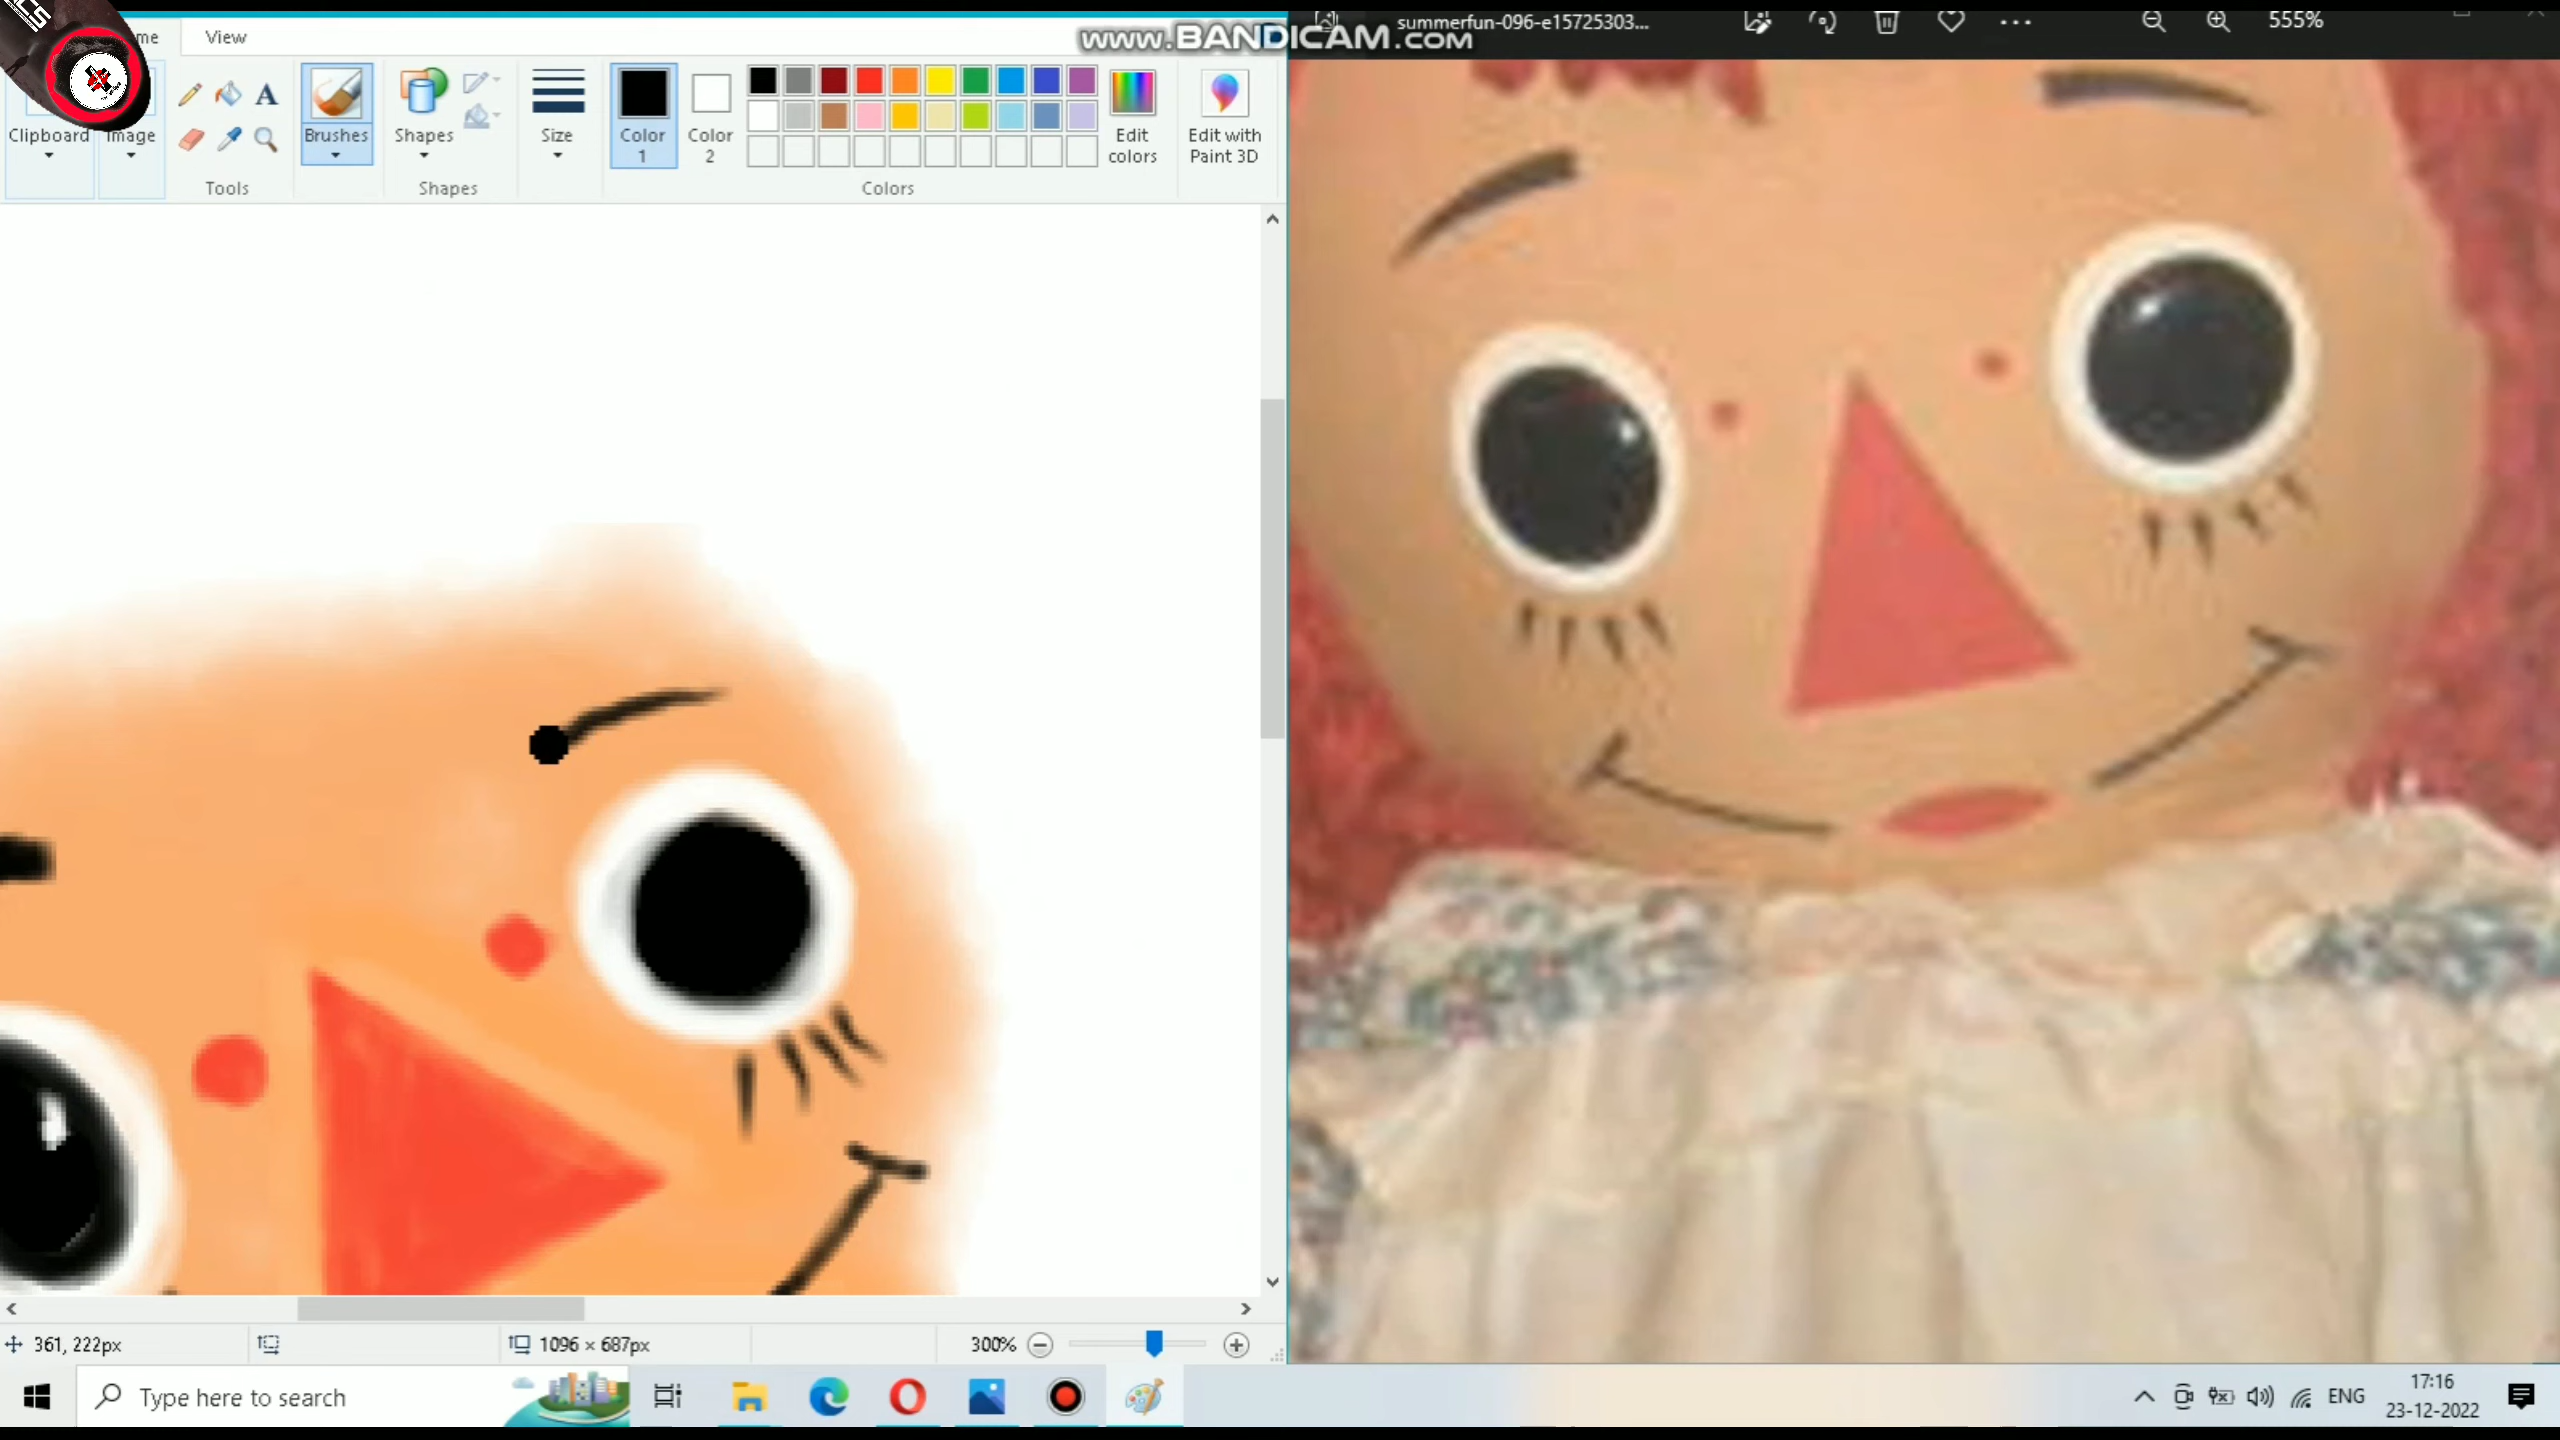 CS
me View
www.BANDICAM.com
summerfun-096-e15725303... 555%
Clipboard
Image
A
Brushes
Shapes
Size
Color 1
Color 2
Edit colors
Edit with Paint 3D
Tools
Shapes
Colors
361, 222px
1096 × 687px
300%
Type here to search
ENG
17:16
23-12-2022